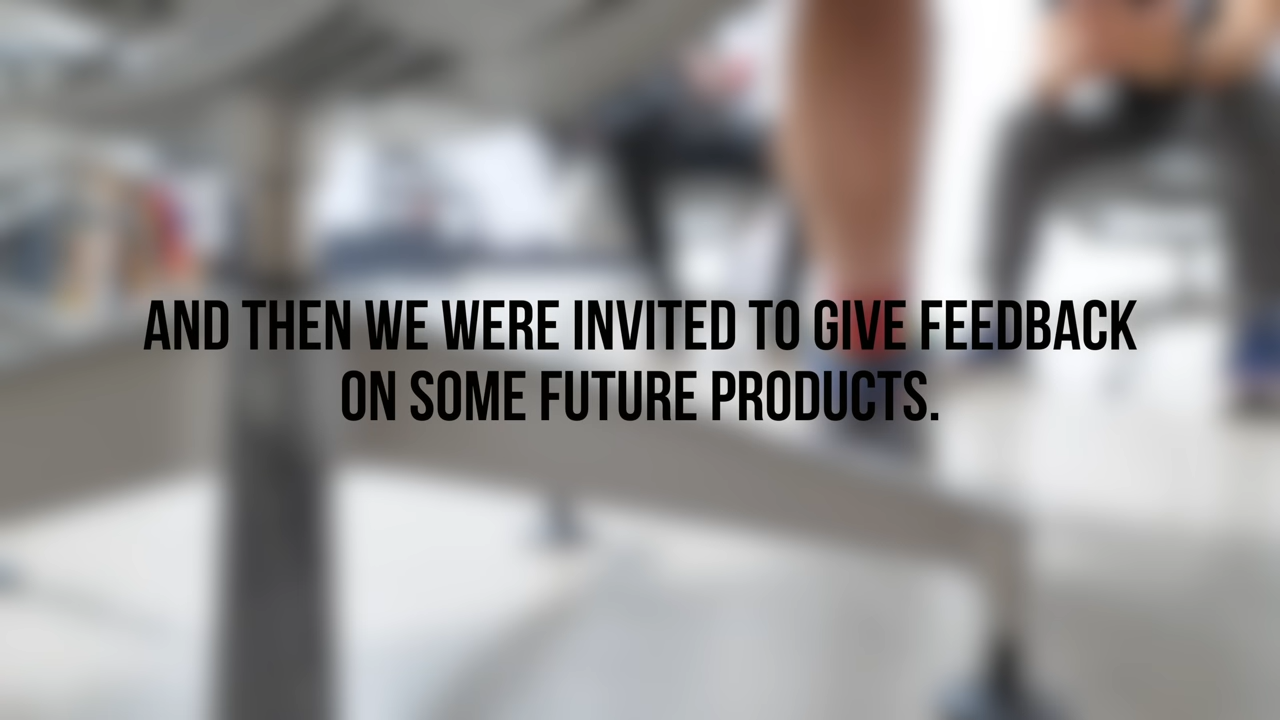 AND THEN WE WERE INVITED TO GIVE FEEDBACK
ON SOME FUTURE PRODUCTS.